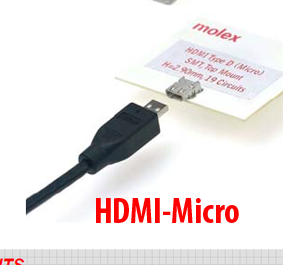 molex
HDMI Type D (Micro)
SMT, Top Mount
H=2.90mm, 19 Circuits
HDMI-Micro